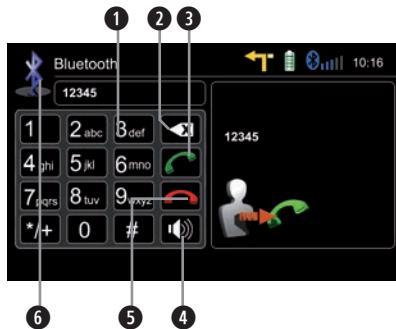 1 2 3
Bluetooth 10:16
12345
1 2 abc 3 def
12345
4 ghi 5 jkl 6 mno
7 pqrs 8 tuv 9 wxyz
*/+ 0 #
6 5 4